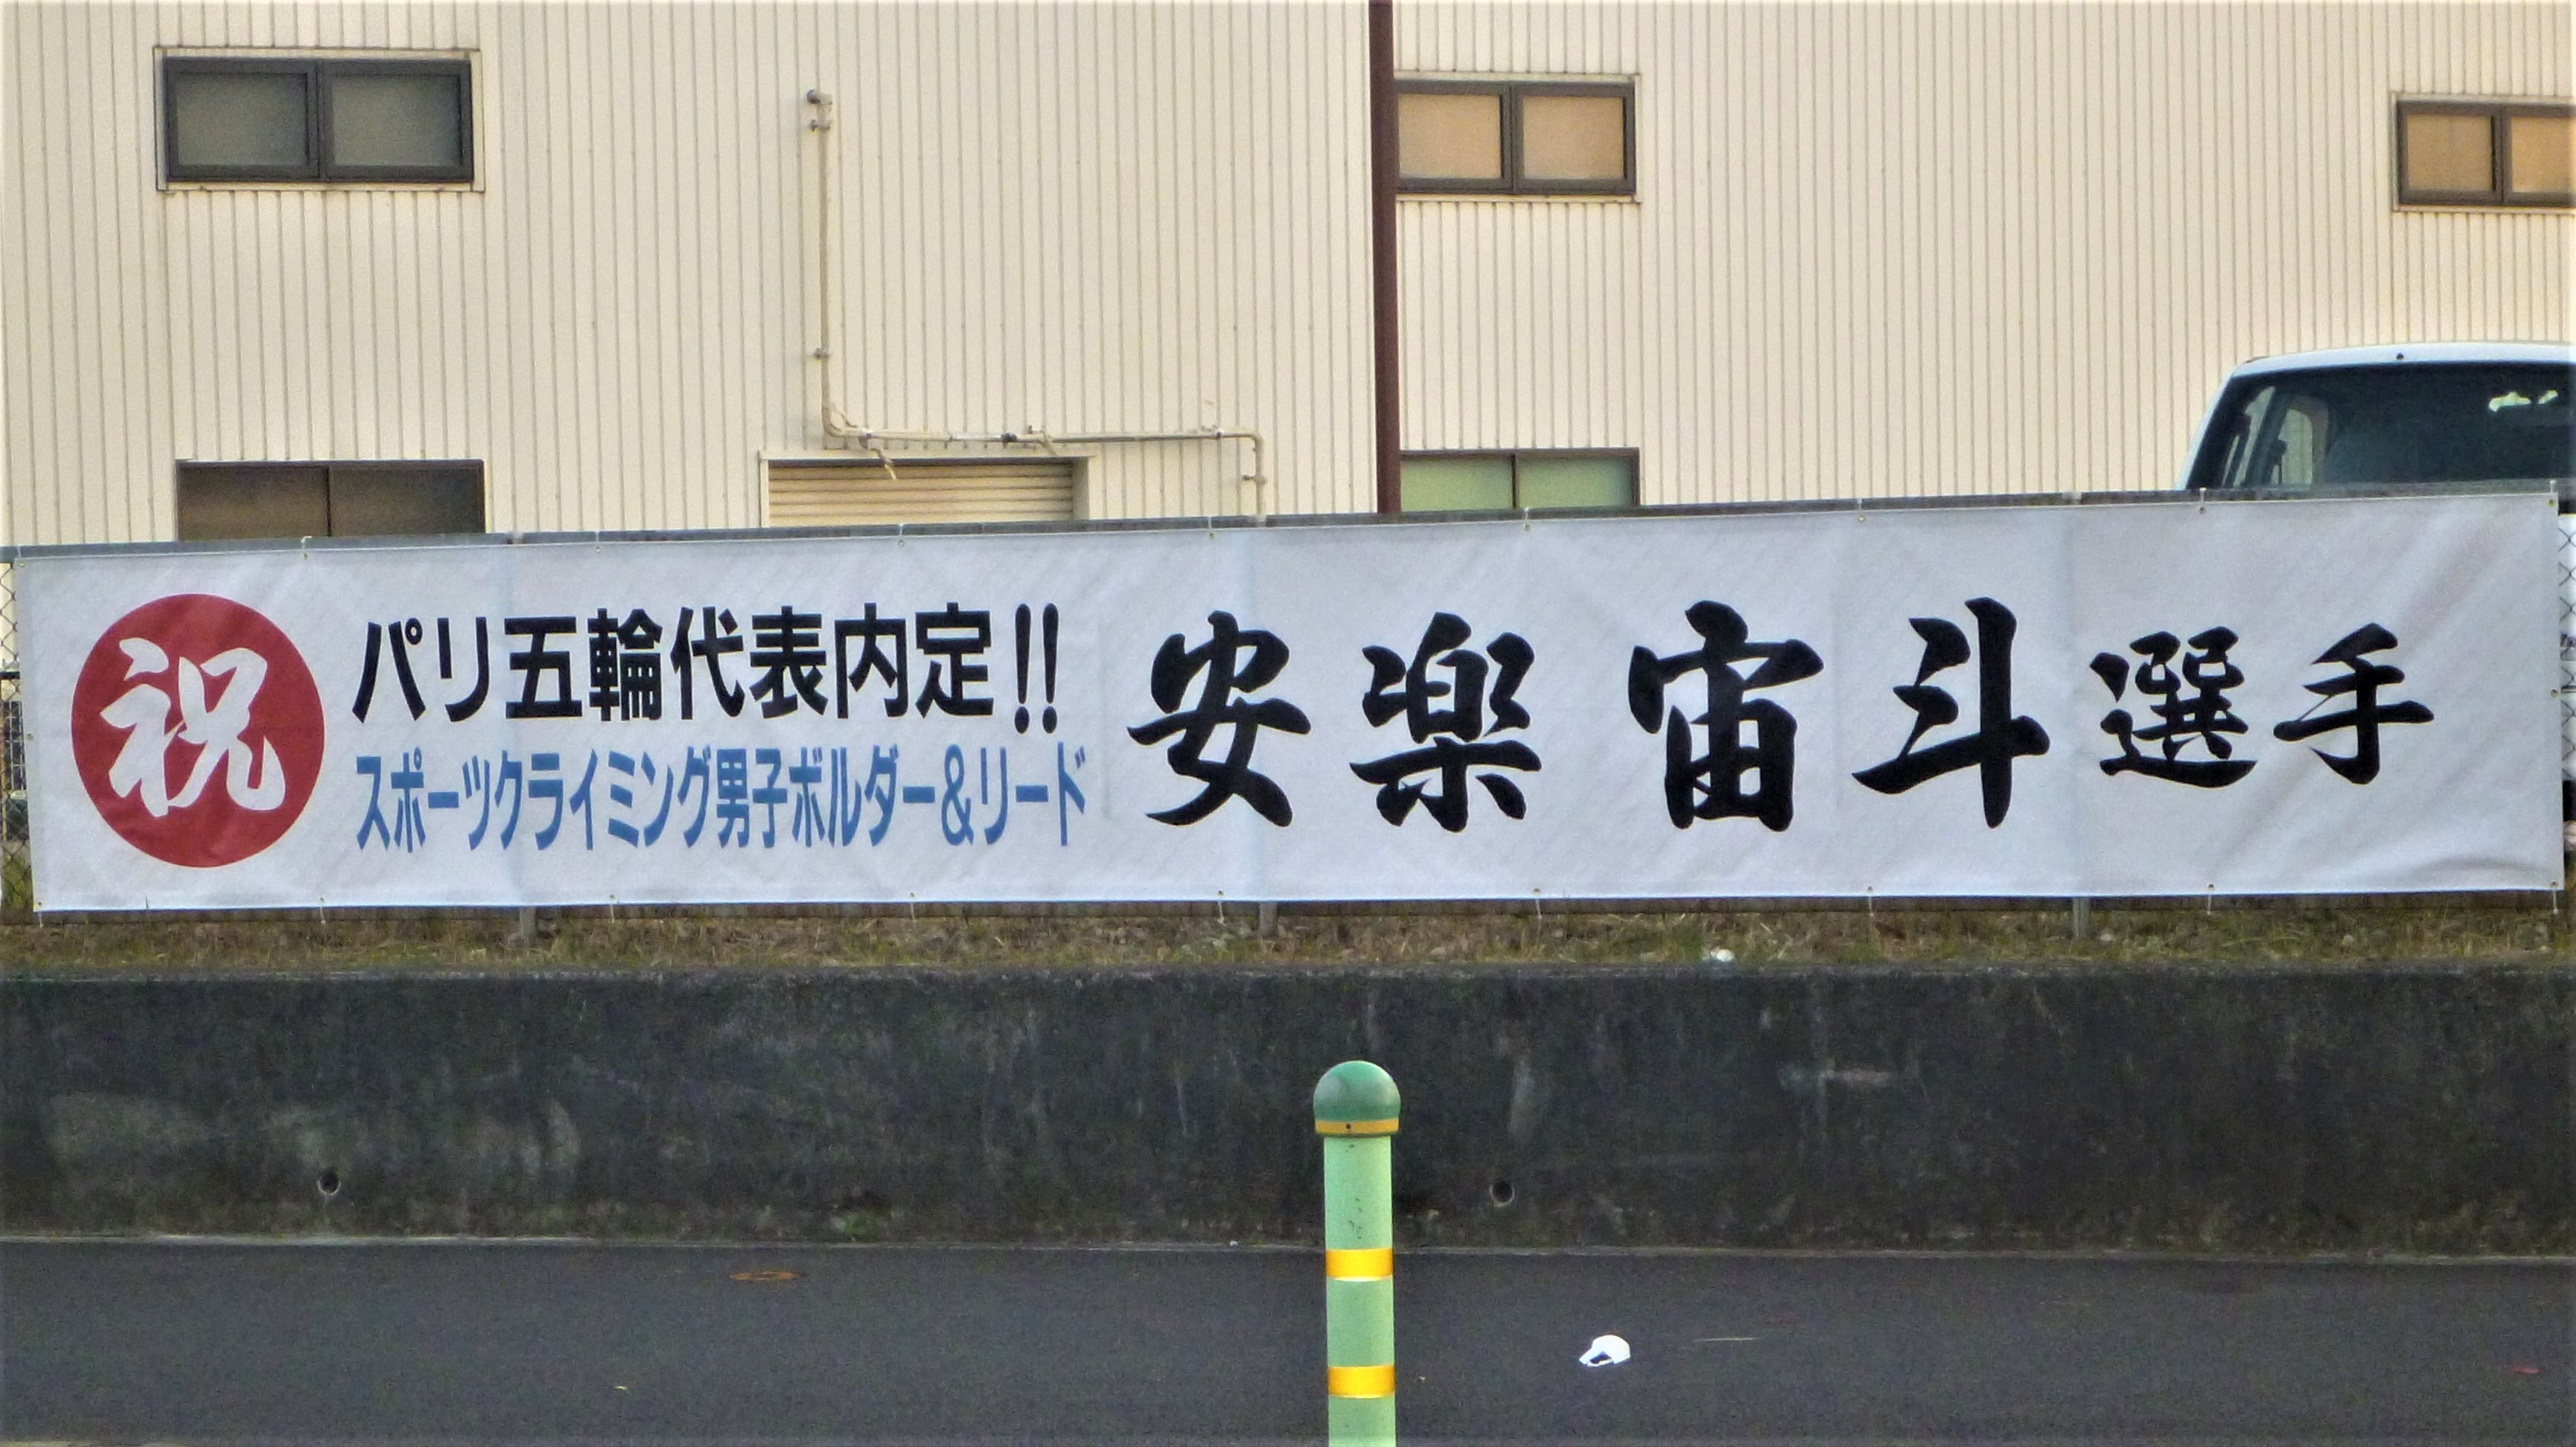 祝
パリ五輪代表内定!!
スポーツクライミング男子ボルダー&リード
安楽 宙斗選手